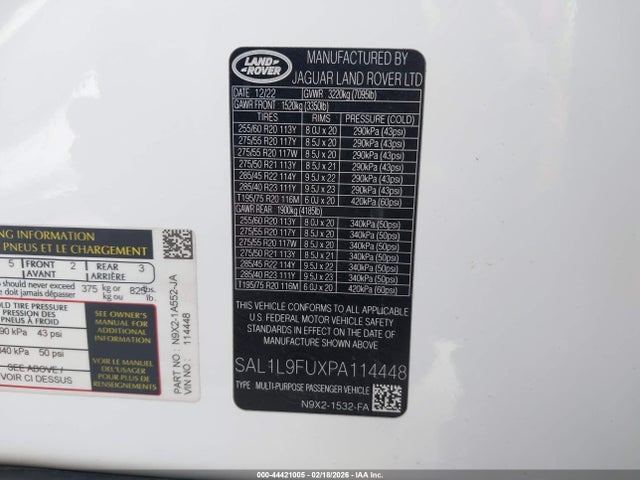 LAND ROVER
MANUFACTURED BY
JAGUAR LAND ROVER LTD
DATE 12/22 GVWR 3220kg (7095lb)
GAWR FRONT 1520kg (3350lb)
TIRES RIMS PRESSURE (COLD)
255/60 R20 113Y 8.0J x 20 290kPa (43psi)
275/55 R20 117Y 8.5J x 20 290kPa (43psi)
275/55 R20 117W 8.5J x 20 290kPa (43psi)
275/50 R21 113Y 8.5J x 21 290kPa (43psi)
285/45 R22 114Y 9.5J x 22 290kPa (43psi)
285/40 R23 111Y 9.5J x 23 290kPa (43psi)
T195/75 R20 116M 6.0J x 20 420kPa (60psi)
GAWR REAR 1900kg (4185lb)
255/60 R20 113Y 8.0J x 20 340kPa (50psi)
275/55 R20 117Y 8.5J x 20 340kPa (50psi)
275/55 R20 117W 8.5J x 20 340kPa (50psi)
275/50 R21 113Y 8.5J x 21 340kPa (50psi)
285/45 R22 114Y 9.5J x 22 340kPa (50psi)
285/40 R23 111Y 9.5J x 23 340kPa (50psi)
T195/75 R20 116M 6.0J x 20 420kPa (60psi)
THIS VEHICLE CONFORMS TO ALL APPLICABLE
U.S. FEDERAL MOTOR VEHICLE SAFETY
STANDARDS IN EFFECT ON THE DATE OF
MANUFACTURE SHOWN ABOVE.
SAL1L9FUXPA114448
TYPE: MULTI-PURPOSE PASSENGER VEHICLE
N9X2-1532-FA
NG INFORMATION
PNEUS ET LE CHARGEMENT
5 FRONT 2 REAR 3
AVANT ARRIÈRE
should never exceed 375 kg or 825 lbs.
e doit jamais dépasser kg ou lb.
OLD TIRE PRESSURE
PRESSION DES
PNEUS À FROID
90 kPa 43 psi
340 kPa 50 psi
SEE ABOVE /
VOIR CI DESSUS
SEE OWNER'S
MANUAL FOR
ADDITIONAL
INFORMATION
VOIR LE MANUEL
DE L'USAGER
POUR PLUS DE
RENSEIGNEMENTS
PART NO: N9X2-1A552-JA
VIN NO: 114448
000-44421005 - 02/18/2026 - IAA, Inc.